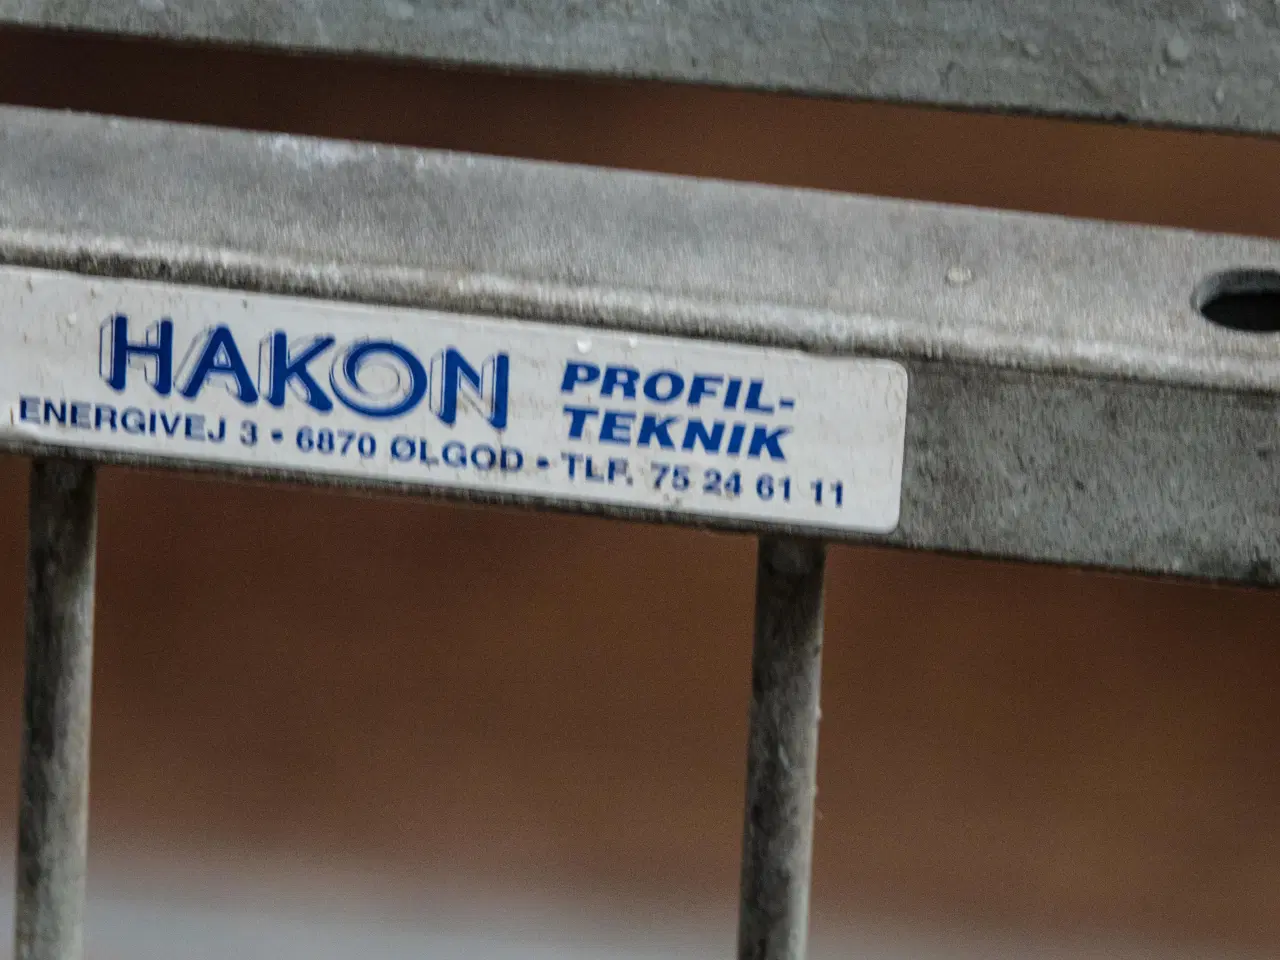 HAKON PROFIL-
TEKNIK
ENERGIVEJ 3 • 6870 ØLGOD • TLF. 75 24 61 11